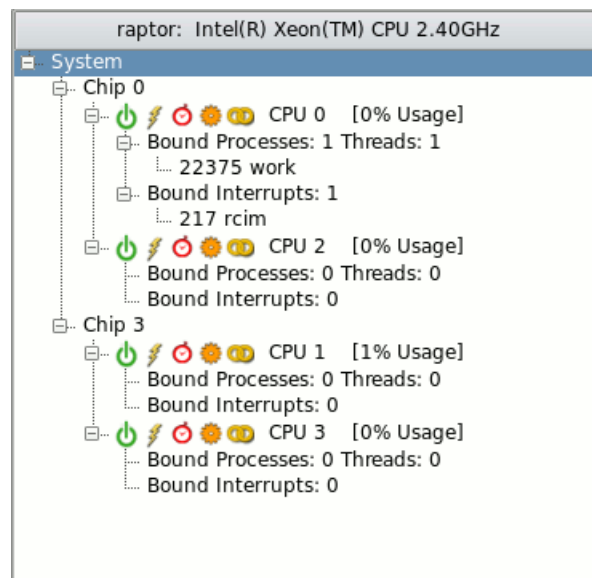 raptor: Intel(R) Xeon(TM) CPU 2.40GHz
System
Chip 0
CPU 0 [0% Usage]
Bound Processes: 1 Threads: 1
22375 work
Bound Interrupts: 1
217 rcim
CPU 2 [0% Usage]
Bound Processes: 0 Threads: 0
Bound Interrupts: 0
Chip 3
CPU 1 [1% Usage]
Bound Processes: 0 Threads: 0
Bound Interrupts: 0
CPU 3 [0% Usage]
Bound Processes: 0 Threads: 0
Bound Interrupts: 0